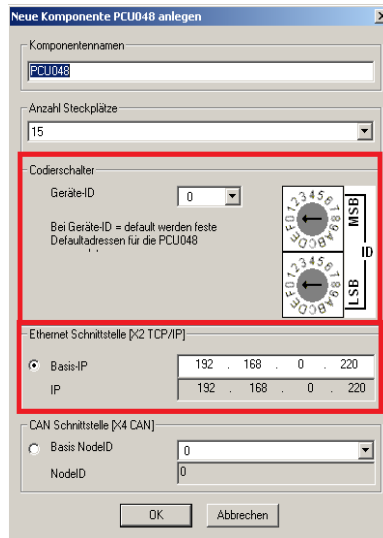 Neue Komponente PCU048 anlegen
Komponentennamen
PCU048
Anzahl Steckplätze
15
Codierschalter
Geräte-ID
0
Bei Geräte-ID = default werden feste
Defaultadressen für die PCU048
MSB
ID
LSB
Ethernet Schnittstelle [X2 TCP/IP]
Basis-IP
192 . 168 . 0 . 220
IP
192 . 168 . 0 . 220
CAN Schnittstelle [X4 CAN]
Basis NodeID
0
NodeID
0
OK
Abbrechen